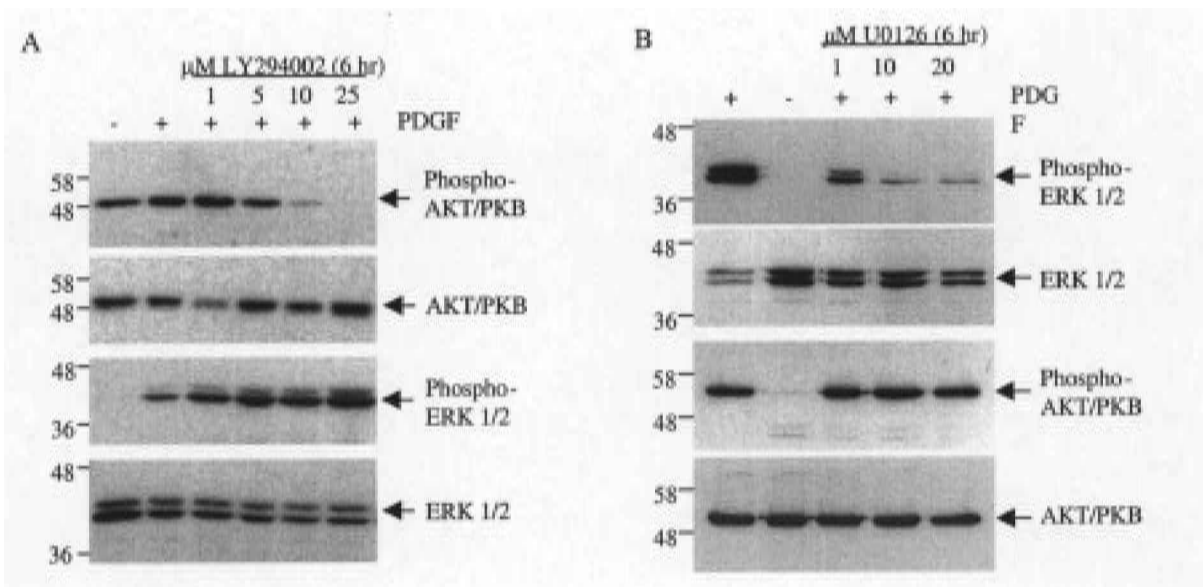 A
µM LY294002 (6 hr)
1 5 10 25
- + + + + + PDGF
58
48
Phospho-
AKT/PKB
58
48
AKT/PKB
48
36
Phospho-
ERK 1/2
48
36
ERK 1/2
B
µM U0126 (6 hr)
1 10 20
+ - + + + PDG
F
48
36
Phospho-
ERK 1/2
48
36
ERK 1/2
58
48
Phospho-
AKT/PKB
58
48
AKT/PKB